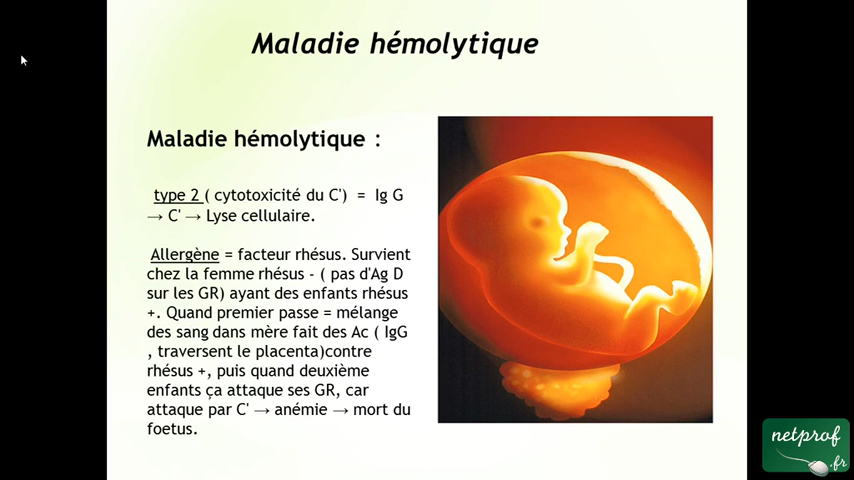 Maladie hémolytique
Maladie hémolytique :
type 2 ( cytotoxicité du C') = Ig G
→ C' → Lyse cellulaire.
Allergène = facteur rhésus. Survient
chez la femme rhésus - ( pas d'Ag D
sur les GR) ayant des enfants rhésus
+. Quand premier passe = mélange
des sang dans mère fait des Ac ( IgG
, traversent le placenta)contre
rhésus +, puis quand deuxième
enfants ça attaque ses GR, car
attaque par C' → anémie → mort du
foetus.
netprof
.fr